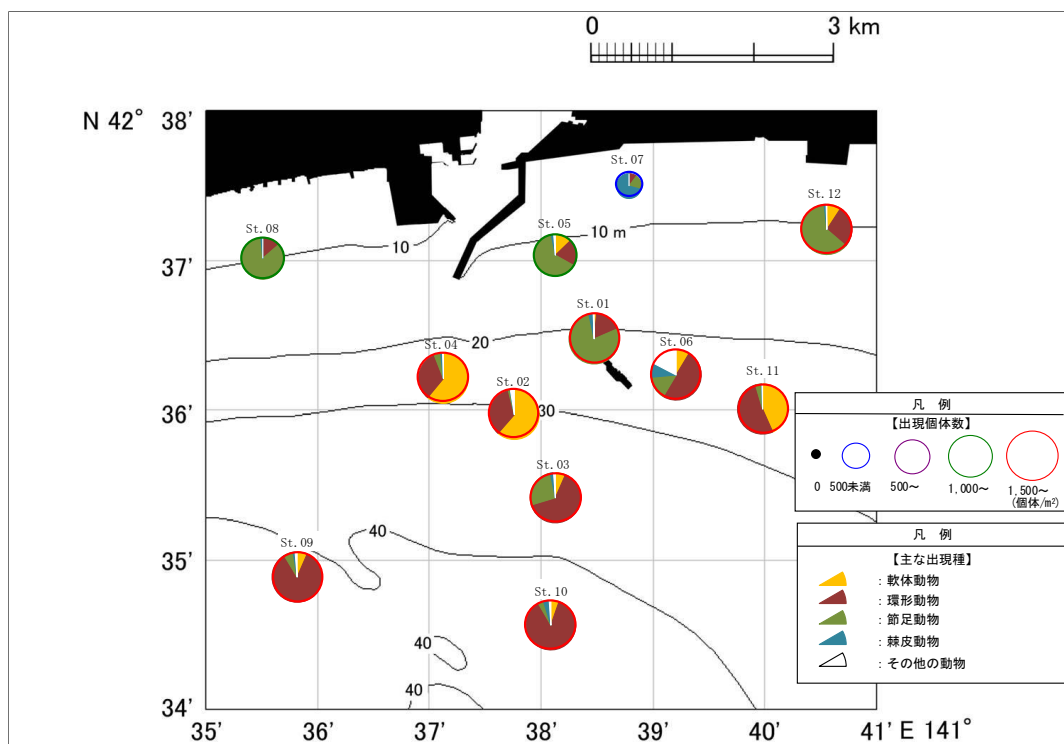 0 3 km
N 42° 38'
St.07
St.12
St.08
St.05
10 m
10
37'
St.01
20
St.04
St.06
St.02
St.11
36'
30
凡 例
【出現個体数】
0 500未満 500～ 1,000～ 1,500～
(個体/m²)
St.03
40
St.09
35'
凡 例
【主な出現種】
:軟体動物
:環形動物
:節足動物
:棘皮動物
:その他の動物
St.10
40
40
34'
35' 36' 37' 38' 39' 40' 41' E 141°